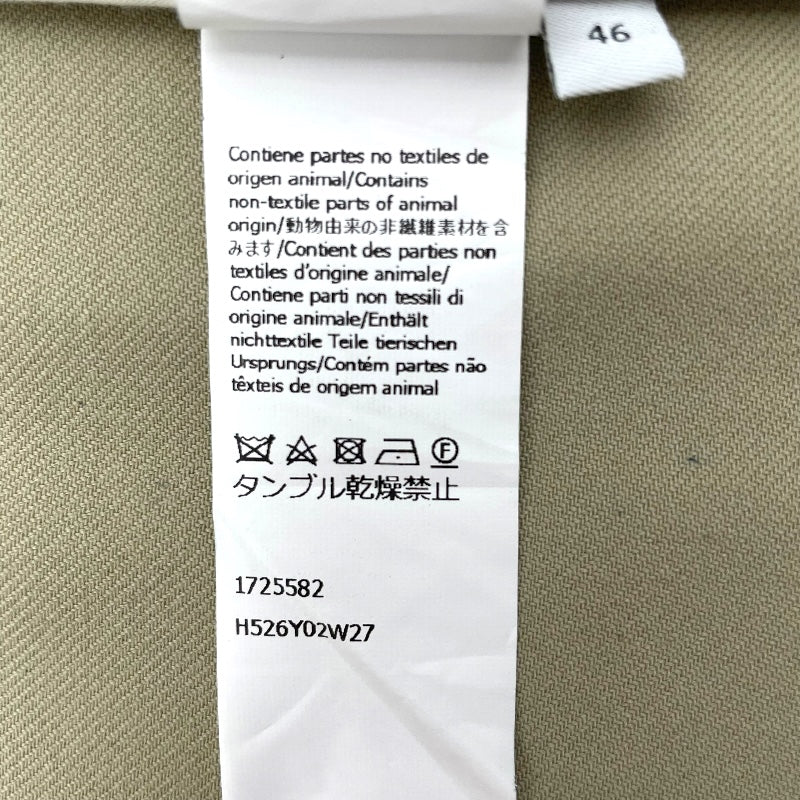 46
Contiene partes no textiles de
origen animal/Contains
non-textile parts of animal
origin/動物由来の非繊維素材を含
みます/Contient des parties non
textiles d'origine animale/
Contiene parti non tessili di
origine animale/Enthält
nichttextile Teile tierischen
Ursprungs/Contém partes não
têxteis de origem animal
F
タンブル乾燥禁止
1725582
H526Y02W27